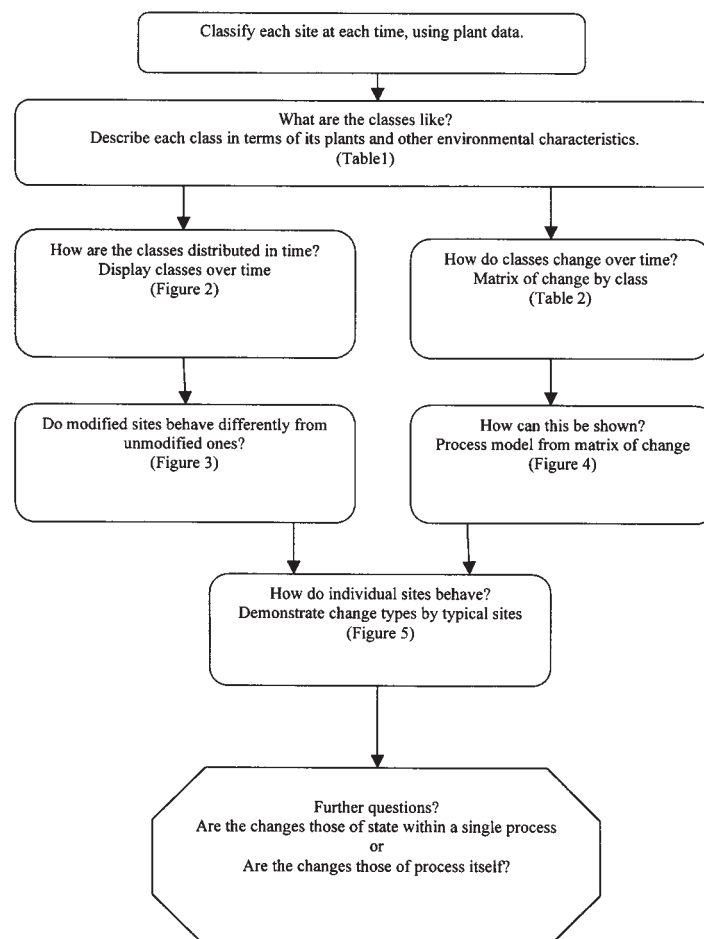 Classify each site at each time, using plant data.
What are the classes like?
Describe each class in terms of its plants and other environmental characteristics.
(Table1)
How are the classes distributed in time?
Display classes over time
(Figure 2)
How do classes change over time?
Matrix of change by class
(Table 2)
Do modified sites behave differently from
unmodified ones?
(Figure 3)
How can this be shown?
Process model from matrix of change
(Figure 4)
How do individual sites behave?
Demonstrate change types by typical sites
(Figure 5)
Further questions?
Are the changes those of state within a single process
or
Are the changes those of process itself?